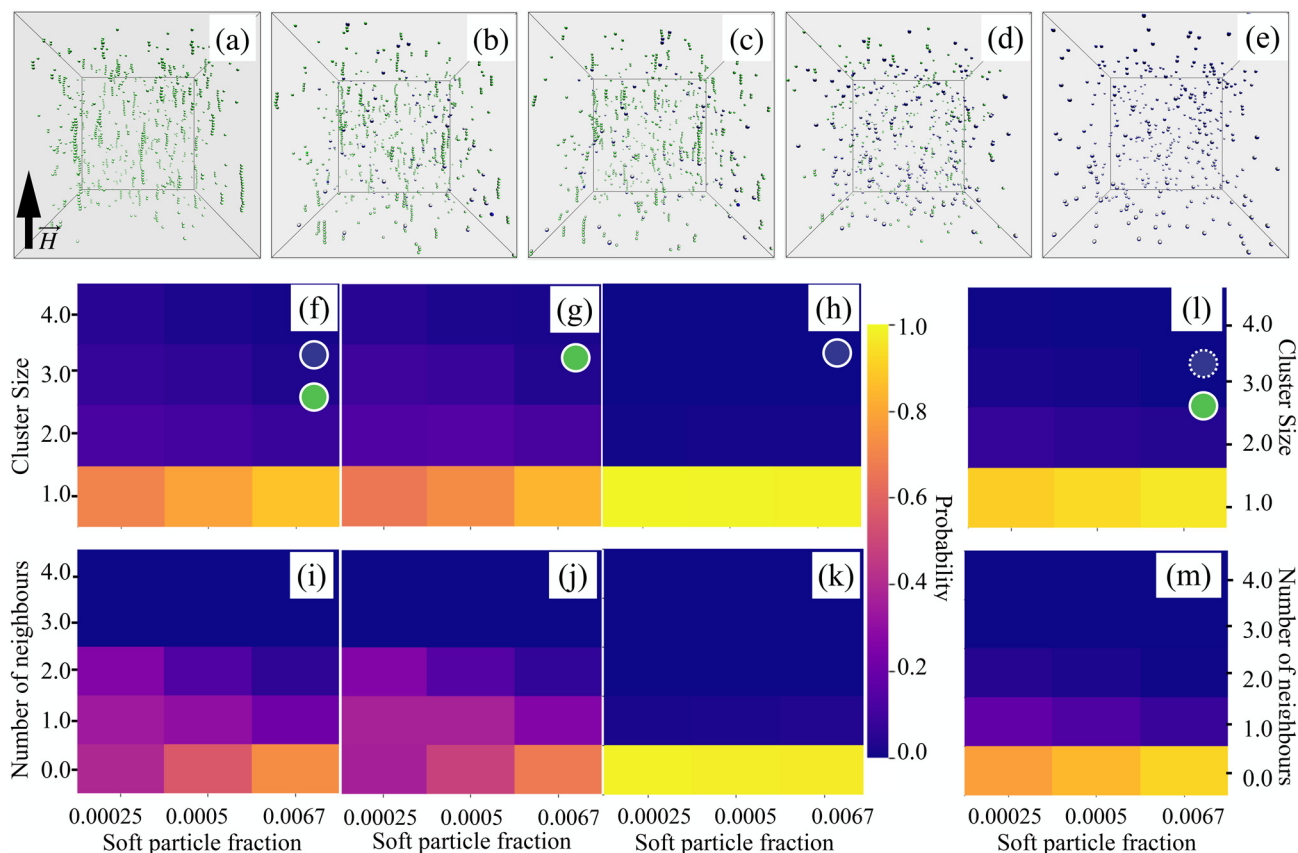 (a) (b) (c) (d) (e)
H
(f) (g) (h) (l)
Cluster Size
4.0
3.0
2.0
1.0
1.0
0.8
0.6
0.4
0.2
0.0
Probability
4.0
3.0
2.0
1.0
Cluster Size
(i) (j) (k) (m)
Number of neighbours
4.0
3.0
2.0
1.0
0.0
4.0
3.0
2.0
1.0
0.0
Number of neighbours
0.00025 0.0005 0.0067 0.00025 0.0005 0.0067 0.00025 0.0005 0.0067 0.00025 0.0005 0.0067
Soft particle fraction Soft particle fraction Soft particle fraction Soft particle fraction